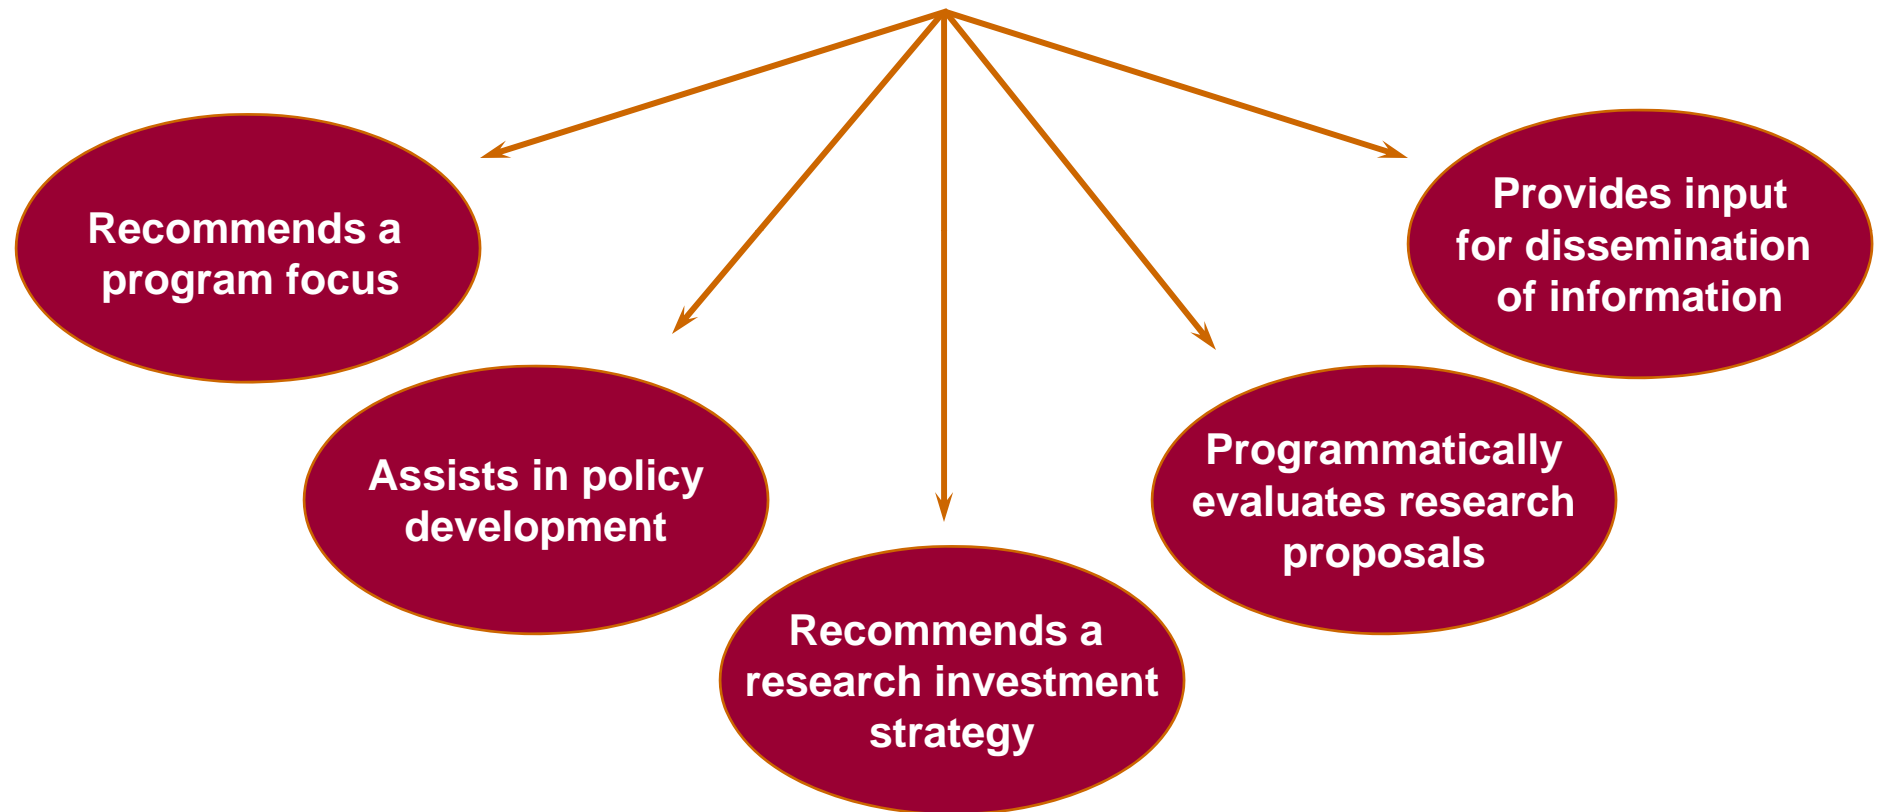 Recommends a
program focus
Assists in policy
development
Recommends a
research investment
strategy
Programmatically
evaluates research
proposals
Provides input
for dissemination
of information